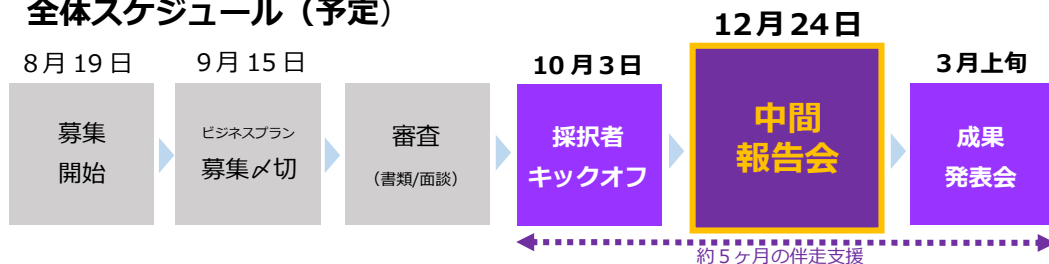 全体スケジュール（予定）
8月19日
9月15日
10月3日
12月24日
3月上旬
募集
開始
ビジネスプラン
募集〆切
審査
（書類/面談）
採択者
キックオフ
中間
報告会
成果
発表会
約5ヶ月の伴走支援